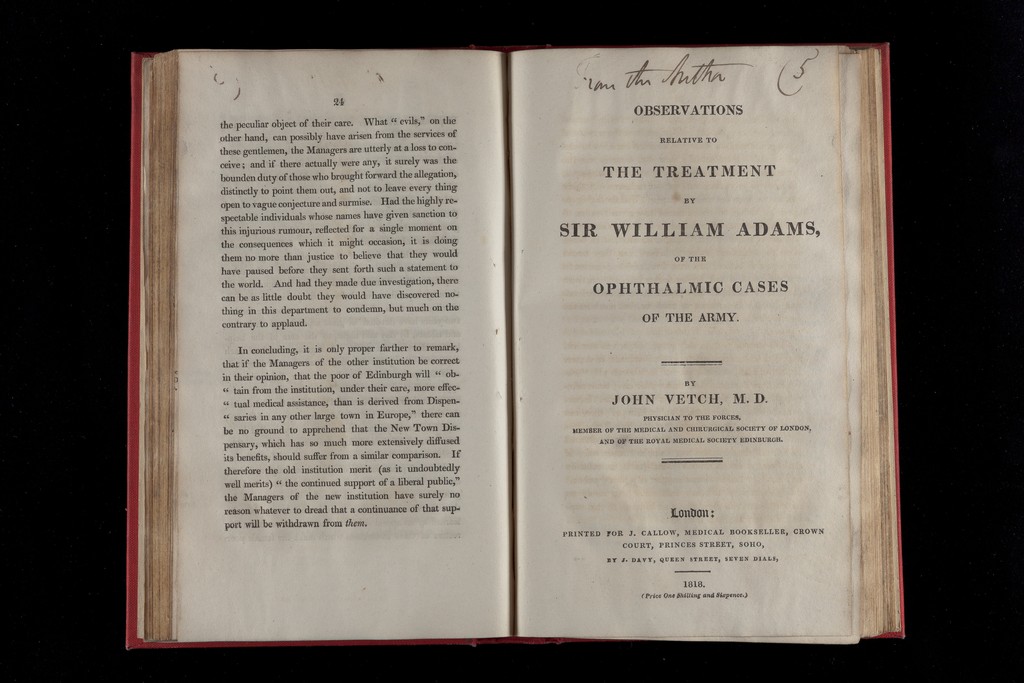 24
the peculiar object of their care. What “ evils,” on the
other hand, can possibly have arisen from the services of
these gentlemen, the Managers are utterly at a loss to con-
ceive; and if there actually were any, it surely was the
bounden duty of those who brought forward the allegation,
distinctly to point them out, and not to leave every thing
open to vague conjecture and surmise. Had the highly re-
spectable individuals whose names have given sanction to
this injurious rumour, reflected for a single moment on
the consequences which it might occasion, it is doing
them no more than justice to believe that they would
have paused before they sent forth such a statement to
the world. And had they made due investigation, there
can be as little doubt they would have discovered no-
thing in this department to condemn, but much on the
contrary to applaud.
In concluding, it is only proper farther to remark,
that if the Managers of the other institution be correct
in their opinion, that the poor of Edinburgh will “ ob-
“ tain from the institution, under their care, more effec-
“ tual medical assistance, than is derived from Dispen-
“ saries in any other large town in Europe,” there can
be no ground to apprehend that the New Town Dis-
pensary, which has so much more extensively diffused
its benefits, should suffer from a similar comparison. If
therefore the old institution merit (as it undoubtedly
well merits) “ the continued support of a liberal public,”
the Managers of the new institution have surely no
reason whatever to dread that a continuance of that sup-
port will be withdrawn from them.
From the Author (5
OBSERVATIONS
RELATIVE TO
THE TREATMENT
BY
SIR WILLIAM ADAMS,
OF THE
OPHTHALMIC CASES
OF THE ARMY.
BY
JOHN VETCH, M. D.
PHYSICIAN TO THE FORCES,
MEMBER OF THE MEDICAL AND CHIRURGICAL SOCIETY OF LONDON,
AND OF THE ROYAL MEDICAL SOCIETY EDINBURGH.
London:
PRINTED FOR J. CALLOW, MEDICAL BOOKSELLER, CROWN
COURT, PRINCES STREET, SOHO,
BY J. DAVY, QUEEN STREET, SEVEN DIALS,
1818.
(Price One Shilling and Sixpence.)